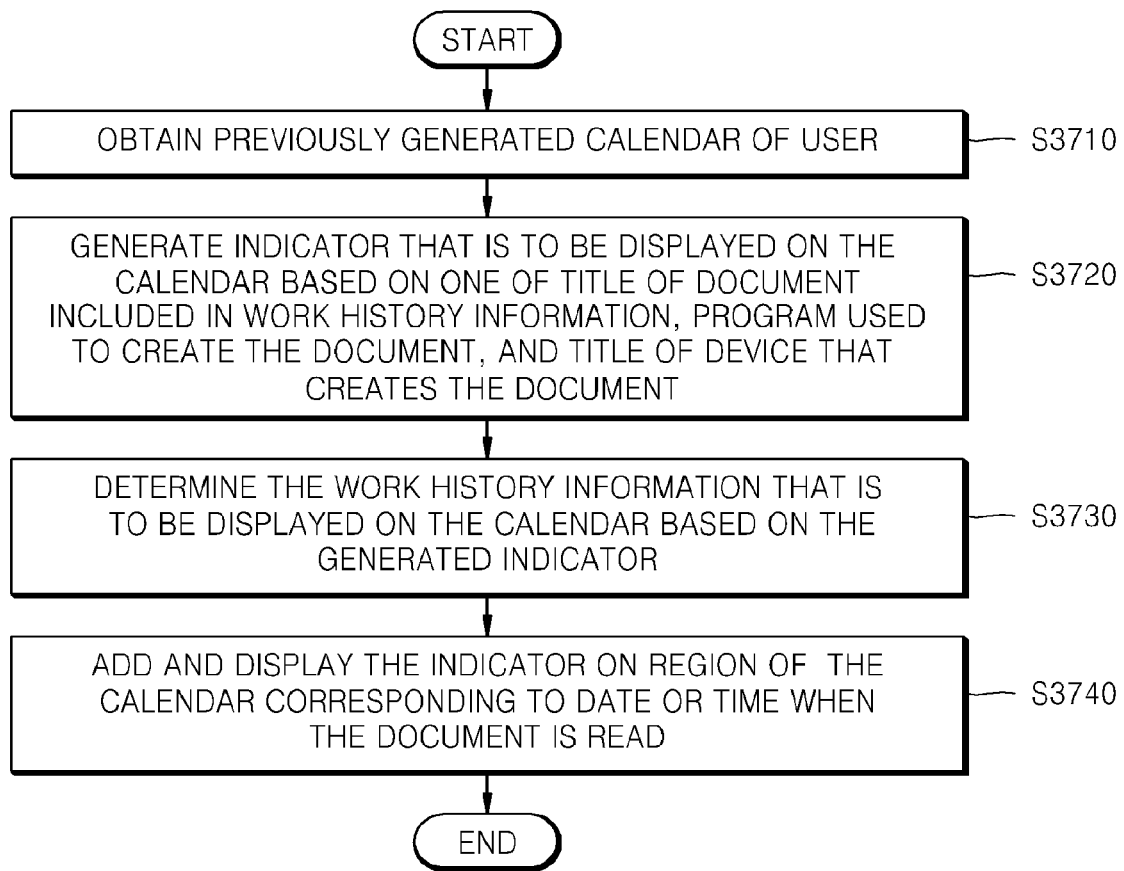 START
OBTAIN PREVIOUSLY GENERATED CALENDAR OF USER
S3710
GENERATE INDICATOR THAT IS TO BE DISPLAYED ON THE
CALENDAR BASED ON ONE OF TITLE OF DOCUMENT
INCLUDED IN WORK HISTORY INFORMATION, PROGRAM USED
TO CREATE THE DOCUMENT, AND TITLE OF DEVICE THAT
CREATES THE DOCUMENT
S3720
DETERMINE THE WORK HISTORY INFORMATION THAT IS
TO BE DISPLAYED ON THE CALENDAR BASED ON THE
GENERATED INDICATOR
S3730
ADD AND DISPLAY THE INDICATOR ON REGION OF THE
CALENDAR CORRESPONDING TO DATE OR TIME WHEN
THE DOCUMENT IS READ
S3740
END